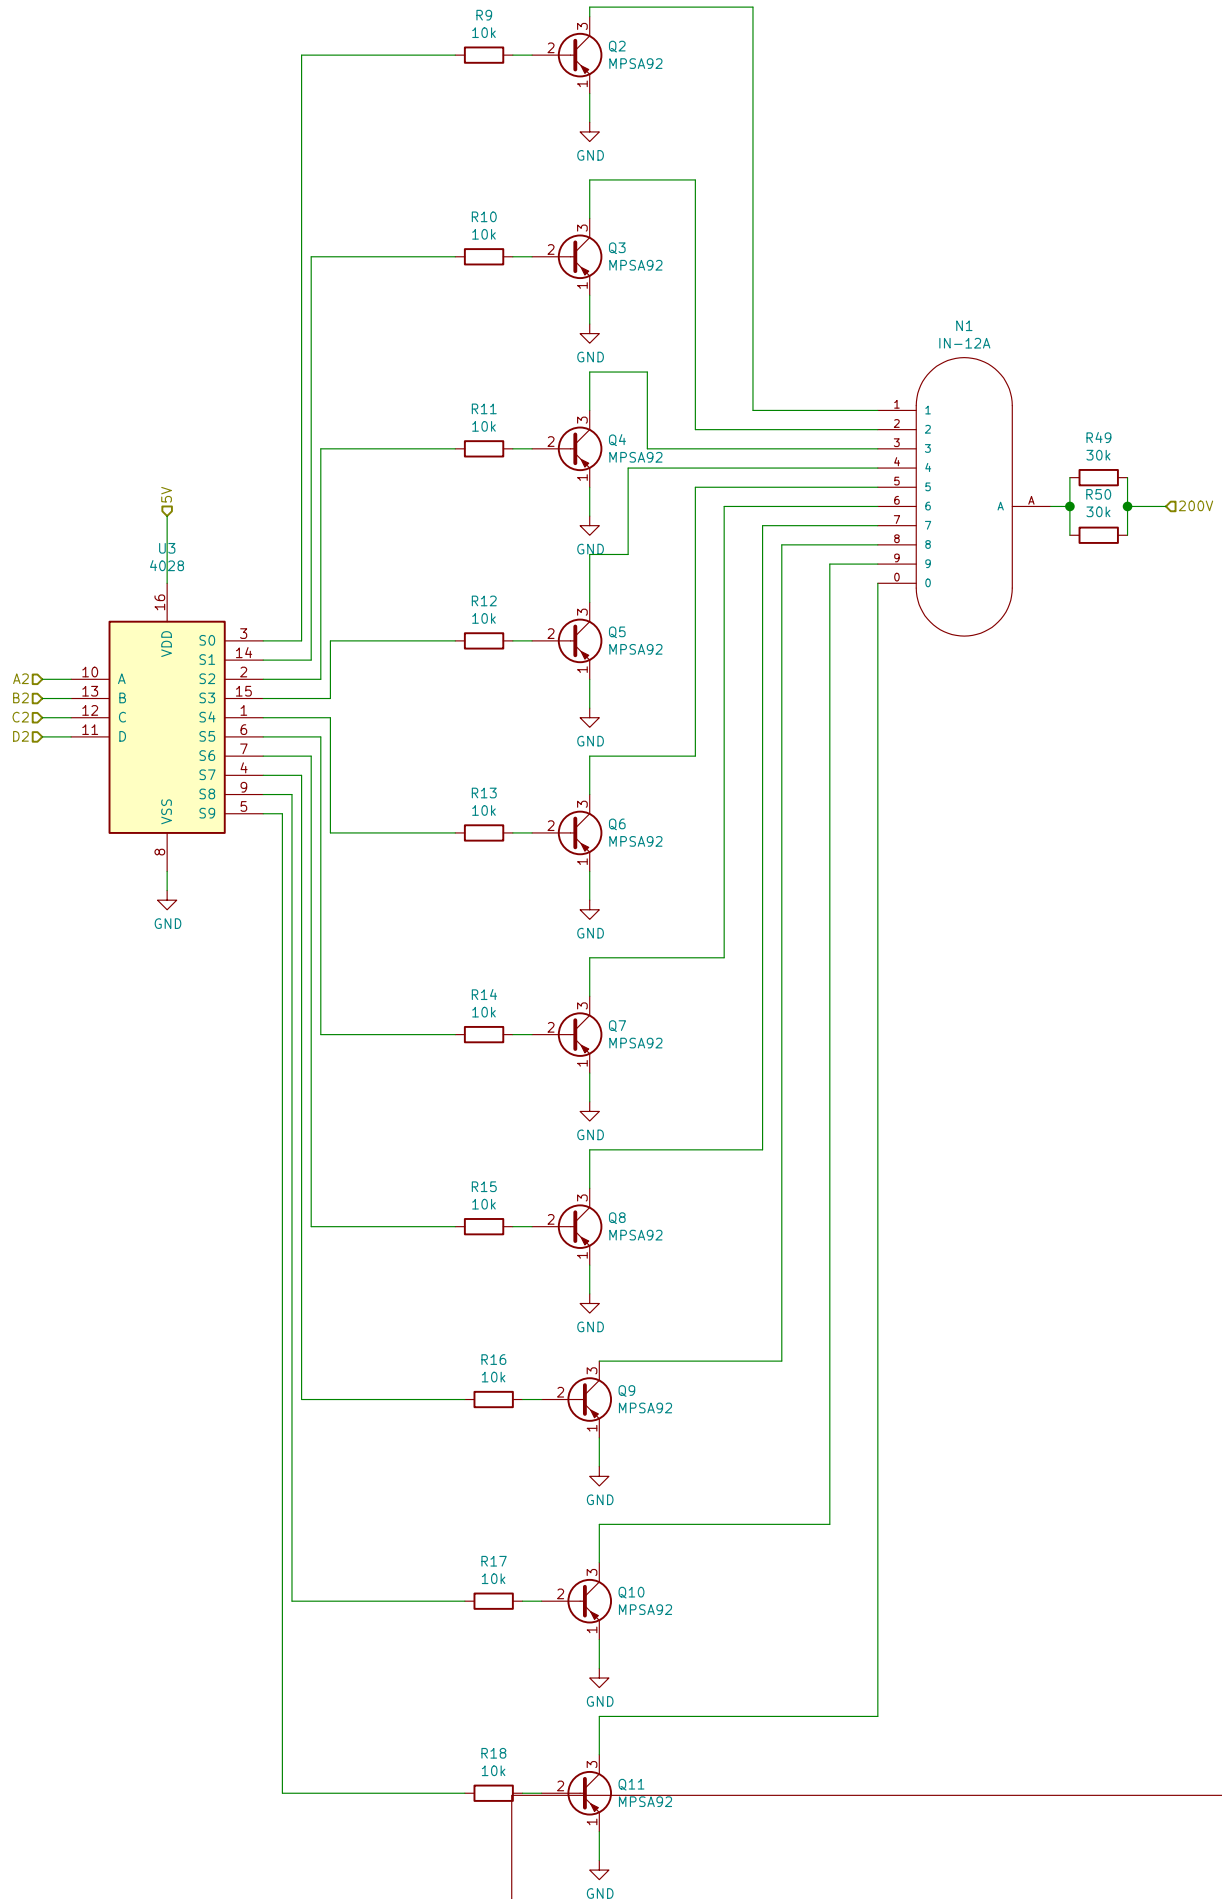 R9
10k
3
2
Q2
MPSA92
1
GND
R10
10k
3
2
Q3
MPSA92
1
GND
N1
IN-12A
R11
10k
3
2
Q4
MPSA92
1
GND
1 1
2 2
3 3
4 4
5 5
6 6
7 7
8 8
9 9
0 0
A A
R49
30k
R50
30k
200V
5V
U3
4028
16
VDD
A2 10 A
B2 13 B
C2 12 C
D2 11 D
S0 3
S1 14
S2 2
S3 15
S4 1
S5 6
S6 7
S7 4
S8 9
S9 5
VSS
8
GND
R12
10k
3
2
Q5
MPSA92
1
GND
R13
10k
3
2
Q6
MPSA92
1
GND
R14
10k
3
2
Q7
MPSA92
1
GND
R15
10k
3
2
Q8
MPSA92
1
GND
R16
10k
3
2
Q9
MPSA92
1
GND
R17
10k
3
2
Q10
MPSA92
1
GND
R18
10k
3
2
Q11
MPSA92
1
GND